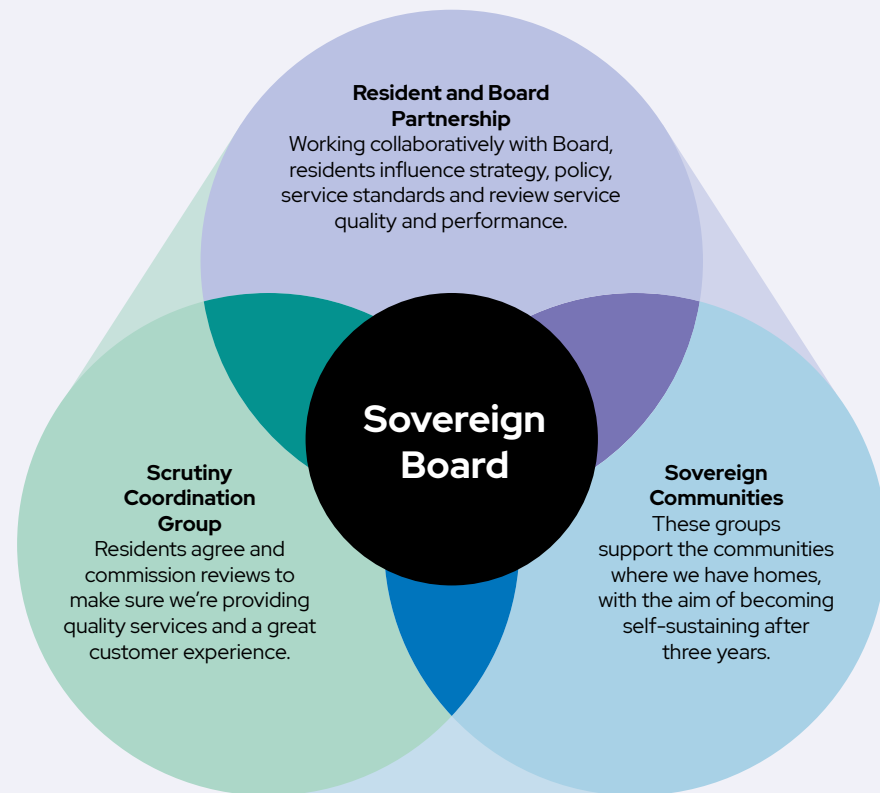 Resident and Board
Partnership
Working collaboratively with Board,
residents influence strategy, policy,
service standards and review service
quality and performance.
Sovereign
Board
Scrutiny
Coordination
Group
Residents agree and
commission reviews to
make sure we’re providing
quality services and a great
customer experience.
Sovereign
Communities
These groups
support the communities
where we have homes,
with the aim of becoming
self-sustaining after
three years.